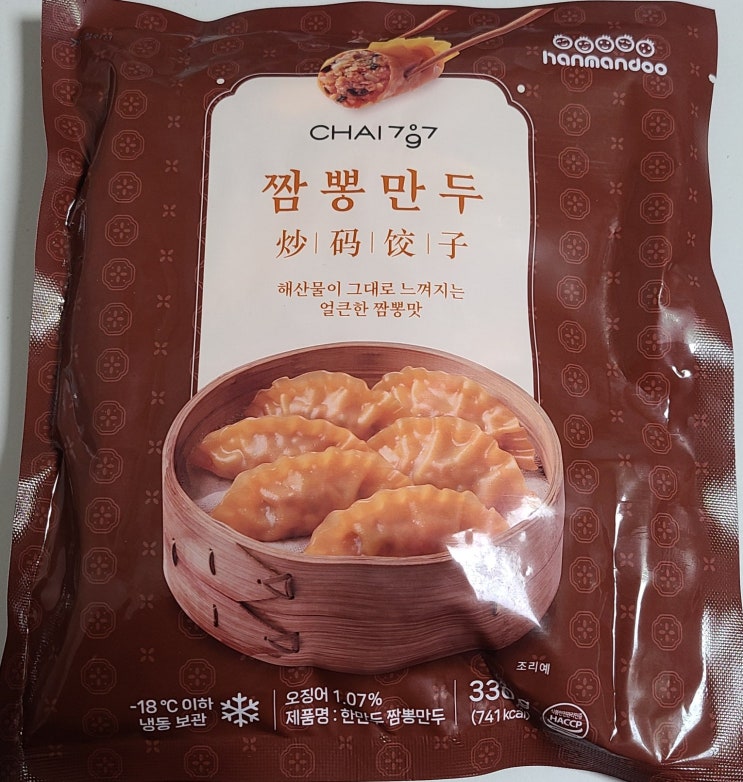 hanmandoo
CHAI797
짬뽕만두
炒|码|饺|子
해산물이 그대로 느껴지는
얼큰한 짬뽕맛
조리예
-18 ℃ 이하
냉동 보관
오징어 1.07%
제품명 : 한만두 짬뽕만두
(741 kcal)
HACCP